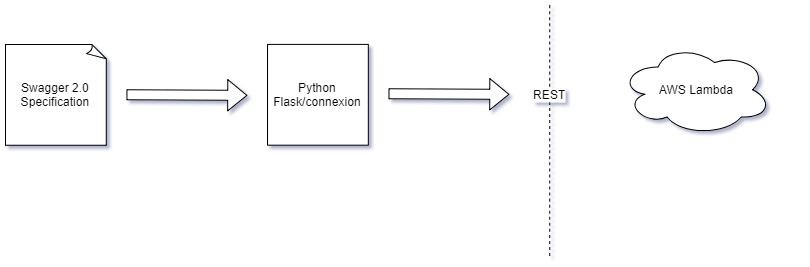 Swagger 2.0
Specification
Python
Flask/connexion
REST
AWS Lambda